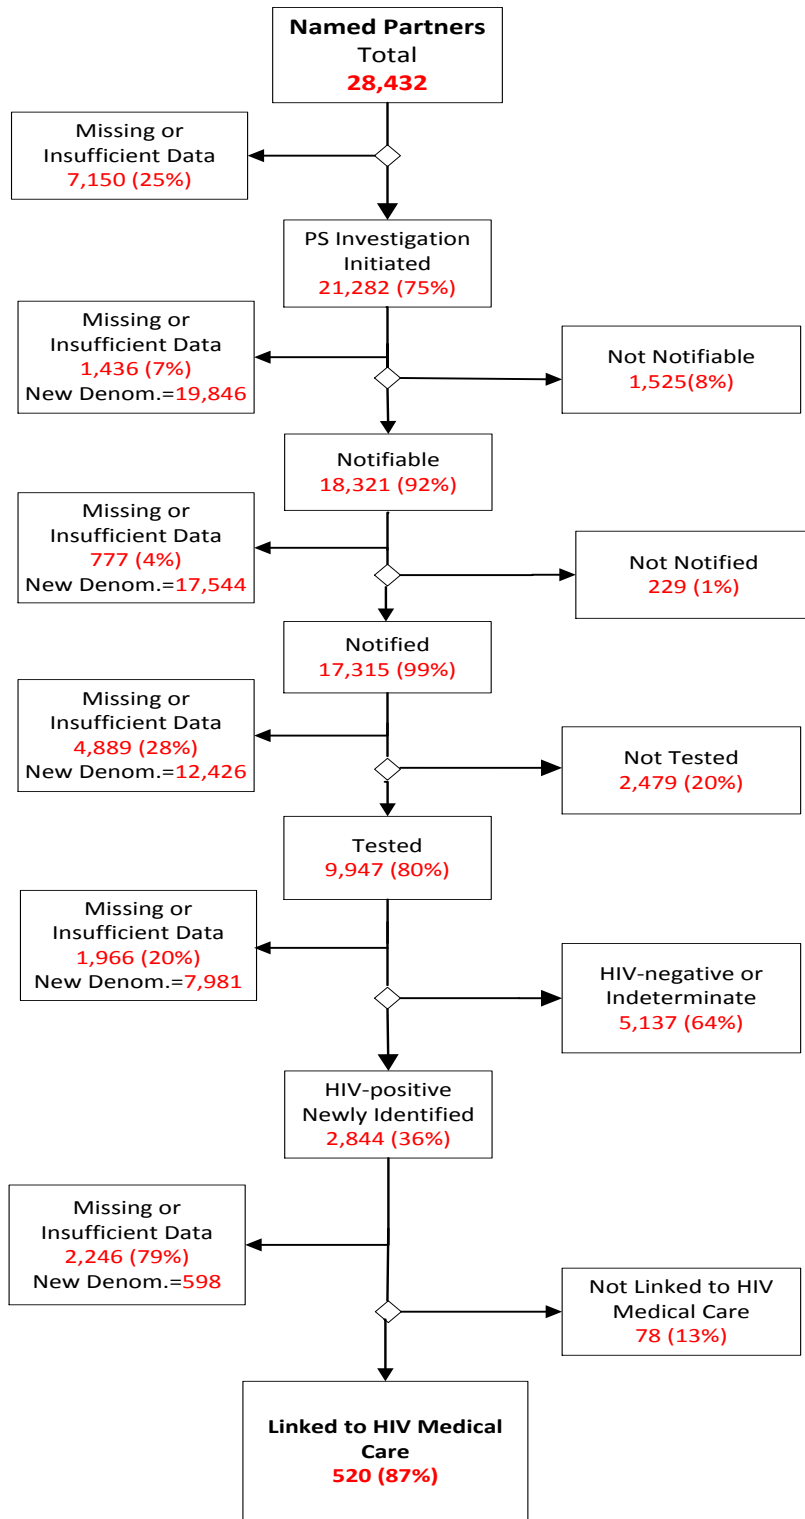 Named Partners
Total
28,432
Missing or
Insufficient Data
7,150 (25%)
PS Investigation
Initiated
21,282 (75%)
Missing or
Insufficient Data
1,436 (7%)
New Denom.=19,846
Not Notifiable
1,525(8%)
Notifiable
18,321 (92%)
Missing or
Insufficient Data
777 (4%)
New Denom.=17,544
Not Notified
229 (1%)
Notified
17,315 (99%)
Missing or
Insufficient Data
4,889 (28%)
New Denom.=12,426
Not Tested
2,479 (20%)
Tested
9,947 (80%)
Missing or
Insufficient Data
1,966 (20%)
New Denom.=7,981
HIV-negative or
Indeterminate
5,137 (64%)
HIV-positive
Newly Identified
2,844 (36%)
Missing or
Insufficient Data
2,246 (79%)
New Denom.=598
Not Linked to HIV
Medical Care
78 (13%)
Linked to HIV Medical
Care
520 (87%)